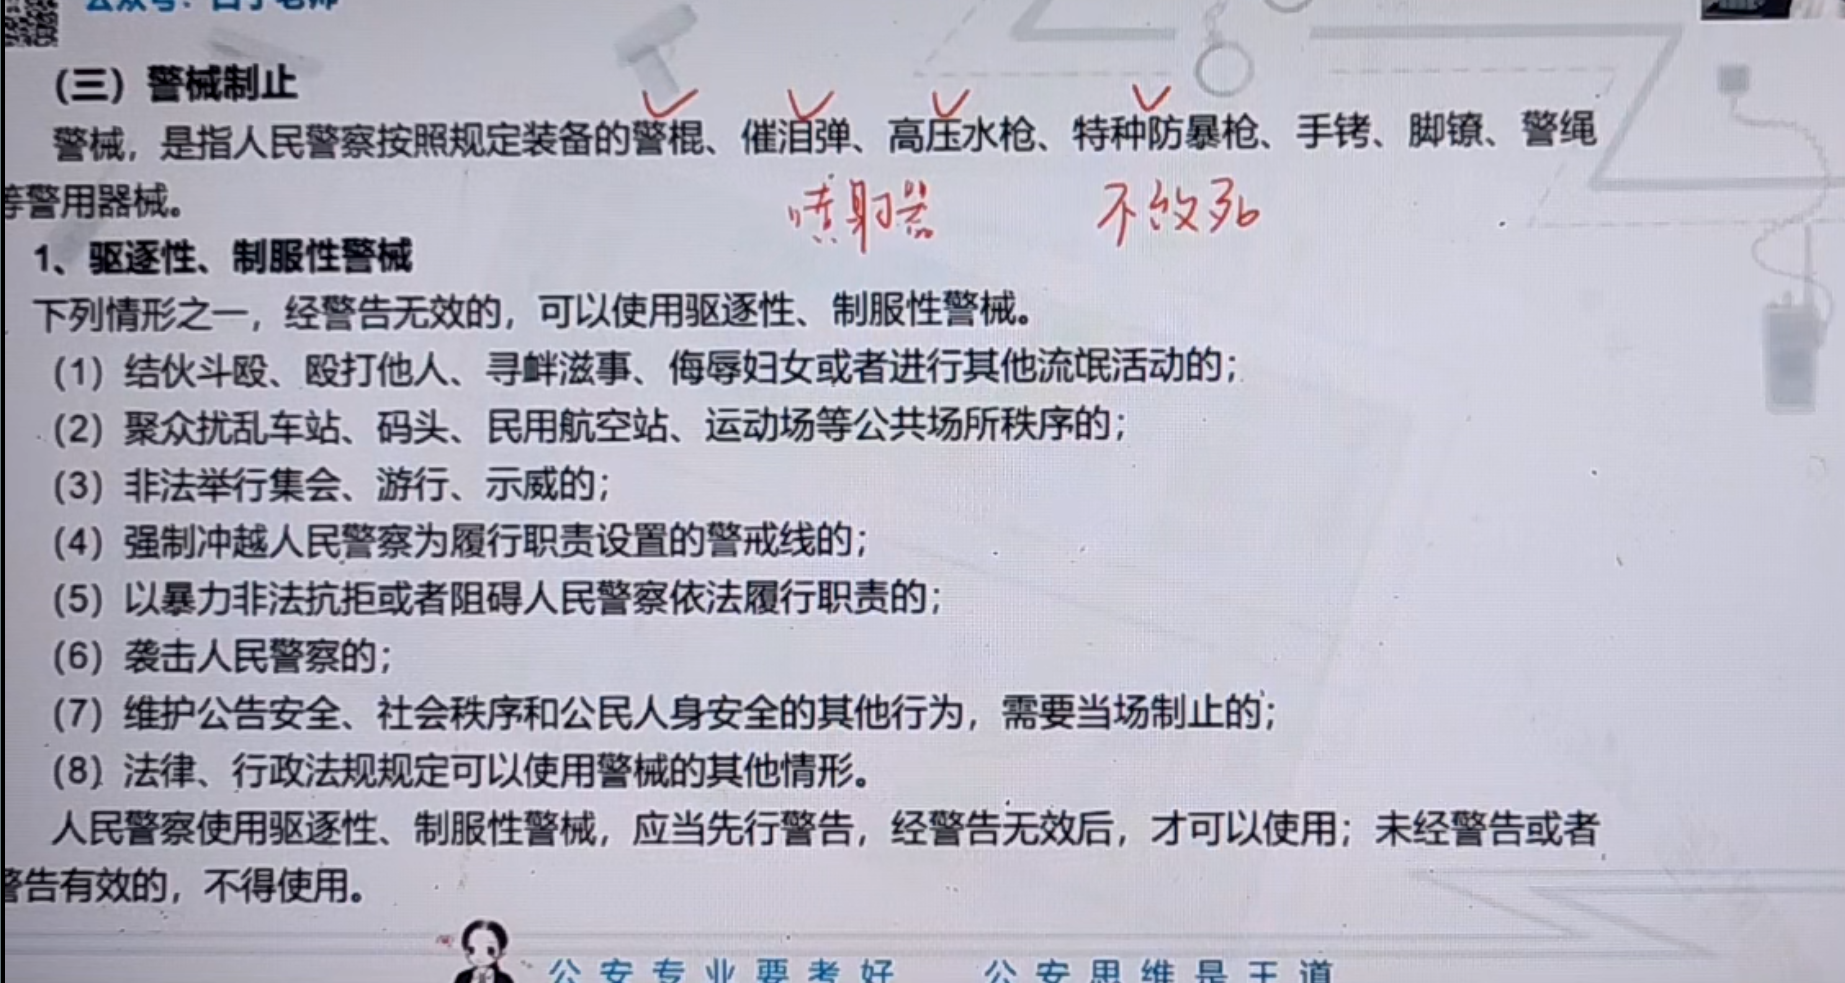 (三)警械制止
警械，是指人民警察按照规定装备的警棍、催泪弹、高压水枪、特种防暴枪、手铐、脚镣、警绳
等警用器械。
喷射器 不致死
1、驱逐性、制服性警械
下列情形之一，经警告无效的，可以使用驱逐性、制服性警械。
(1) 结伙斗殴、殴打他人、寻衅滋事、侮辱妇女或者进行其他流氓活动的；
(2) 聚众扰乱车站、码头、民用航空站、运动场等公共场所秩序的；
(3) 非法举行集会、游行、示威的；
(4) 强制冲越人民警察为履行职责设置的警戒线的；
(5) 以暴力非法抗拒或者阻碍人民警察依法履行职责的；
(6) 袭击人民警察的；
(7) 维护公告安全、社会秩序和公民人身安全的其他行为，需要当场制止的；
(8) 法律、行政法规规定可以使用警械的其他情形。
人民警察使用驱逐性、制服性警械，应当先行警告，经警告无效后，才可以使用；未经警告或者
警告有效的，不得使用。
公安专业要考好 公安思维是王道